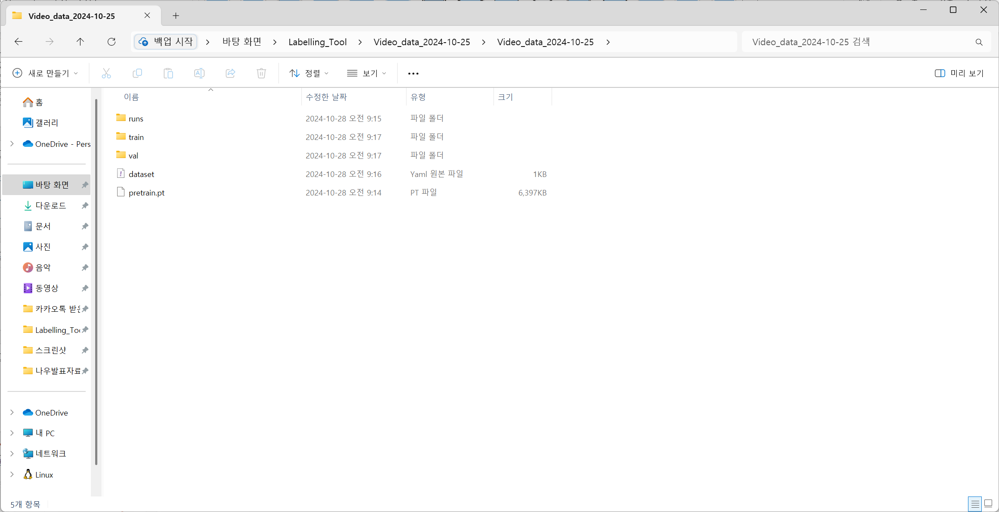 Video_data_2024-10-25
백업 시작 > 바탕 화면 > Labelling_Tool > Video_data_2024-10-25 > Video_data_2024-10-25 >
Video_data_2024-10-25 검색
새로 만들기
정렬
보기
미리 보기
이름 수정한 날짜 유형 크기
runs 2024-10-28 오전 9:15 파일 폴더
train 2024-10-28 오전 9:17 파일 폴더
val 2024-10-28 오전 9:17 파일 폴더
dataset 2024-10-28 오전 9:16 Yaml 원본 파일 1KB
pretrain.pt 2024-10-28 오전 9:14 PT 파일 6,397KB
홈
갤러리
OneDrive - Pers
바탕 화면
다운로드
문서
사진
음악
동영상
카카오톡 받은
Labelling_Too
스크린샷
나우발표자료
OneDrive
내 PC
네트워크
Linux
5개 항목